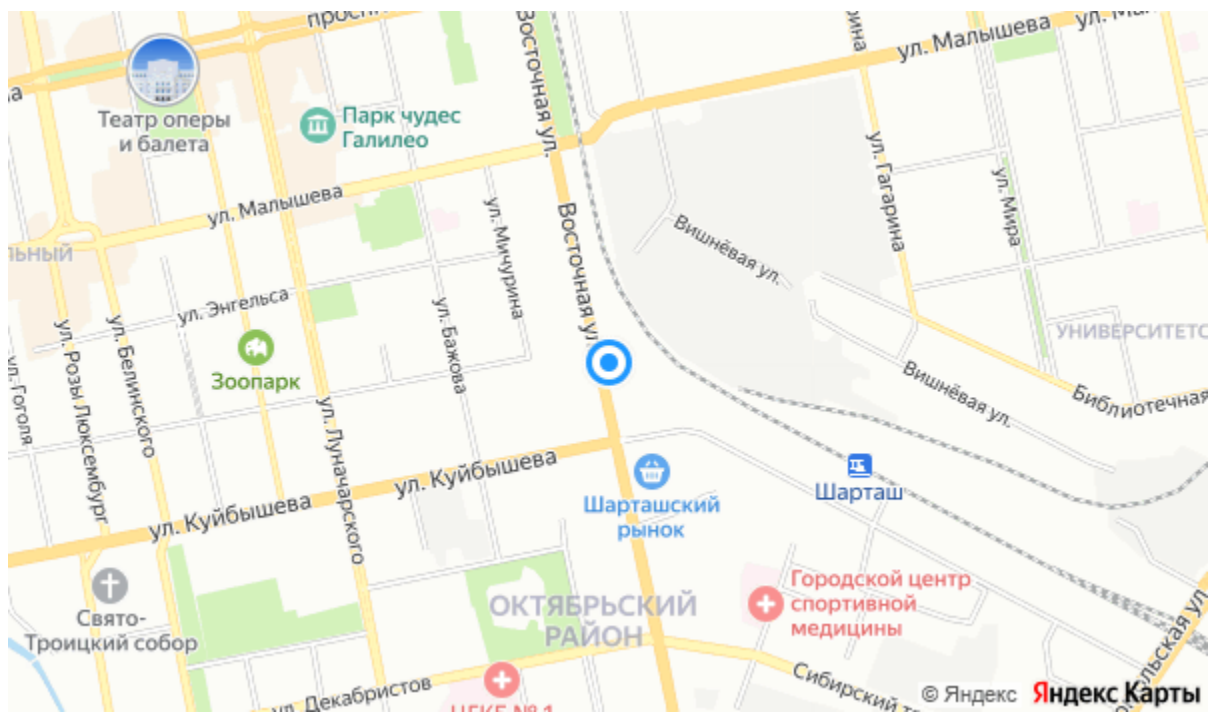 Восточная ул.
ул. Малышева
Театр оперы
и балета
Парк чудес
Галилео
ул. Гагарина
ул. Мира
ул. Малышева
ул. Мичурина
Восточная ул.
Вишнёвая ул.
ул. Энгельса
ул. Бажова
Зоопарк
ул. Гоголя
ул. Розы Люксембург
ул. Белинского
ул. Луначарского
Вишнёвая ул.
Библиотечная
ул. Куйбышева
ул. Куйбышева
Шарташский
рынок
Шарташ
Свято-
Троицкий собор
ОКТЯБРЬСКИЙ
РАЙОН
Городской центр
спортивной
медицины
ул. Декабристов
Сибирский
© Яндекс Яндекс Карты